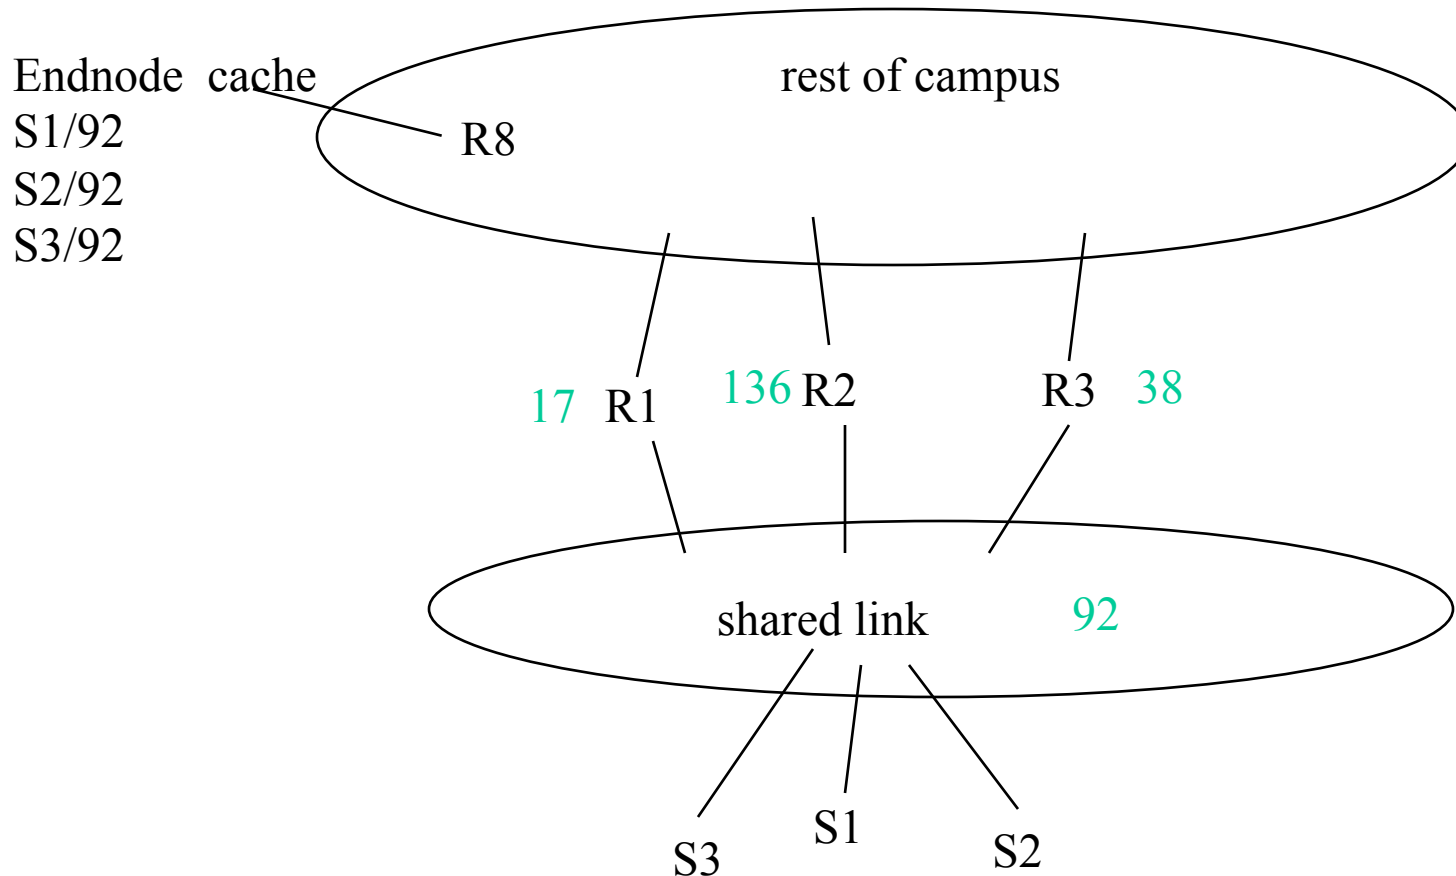 Endnode cache
S1/92
S2/92
S3/92
rest of campus
R8
17 R1
136 R2
R3 38
shared link 92
S3
S1
S2